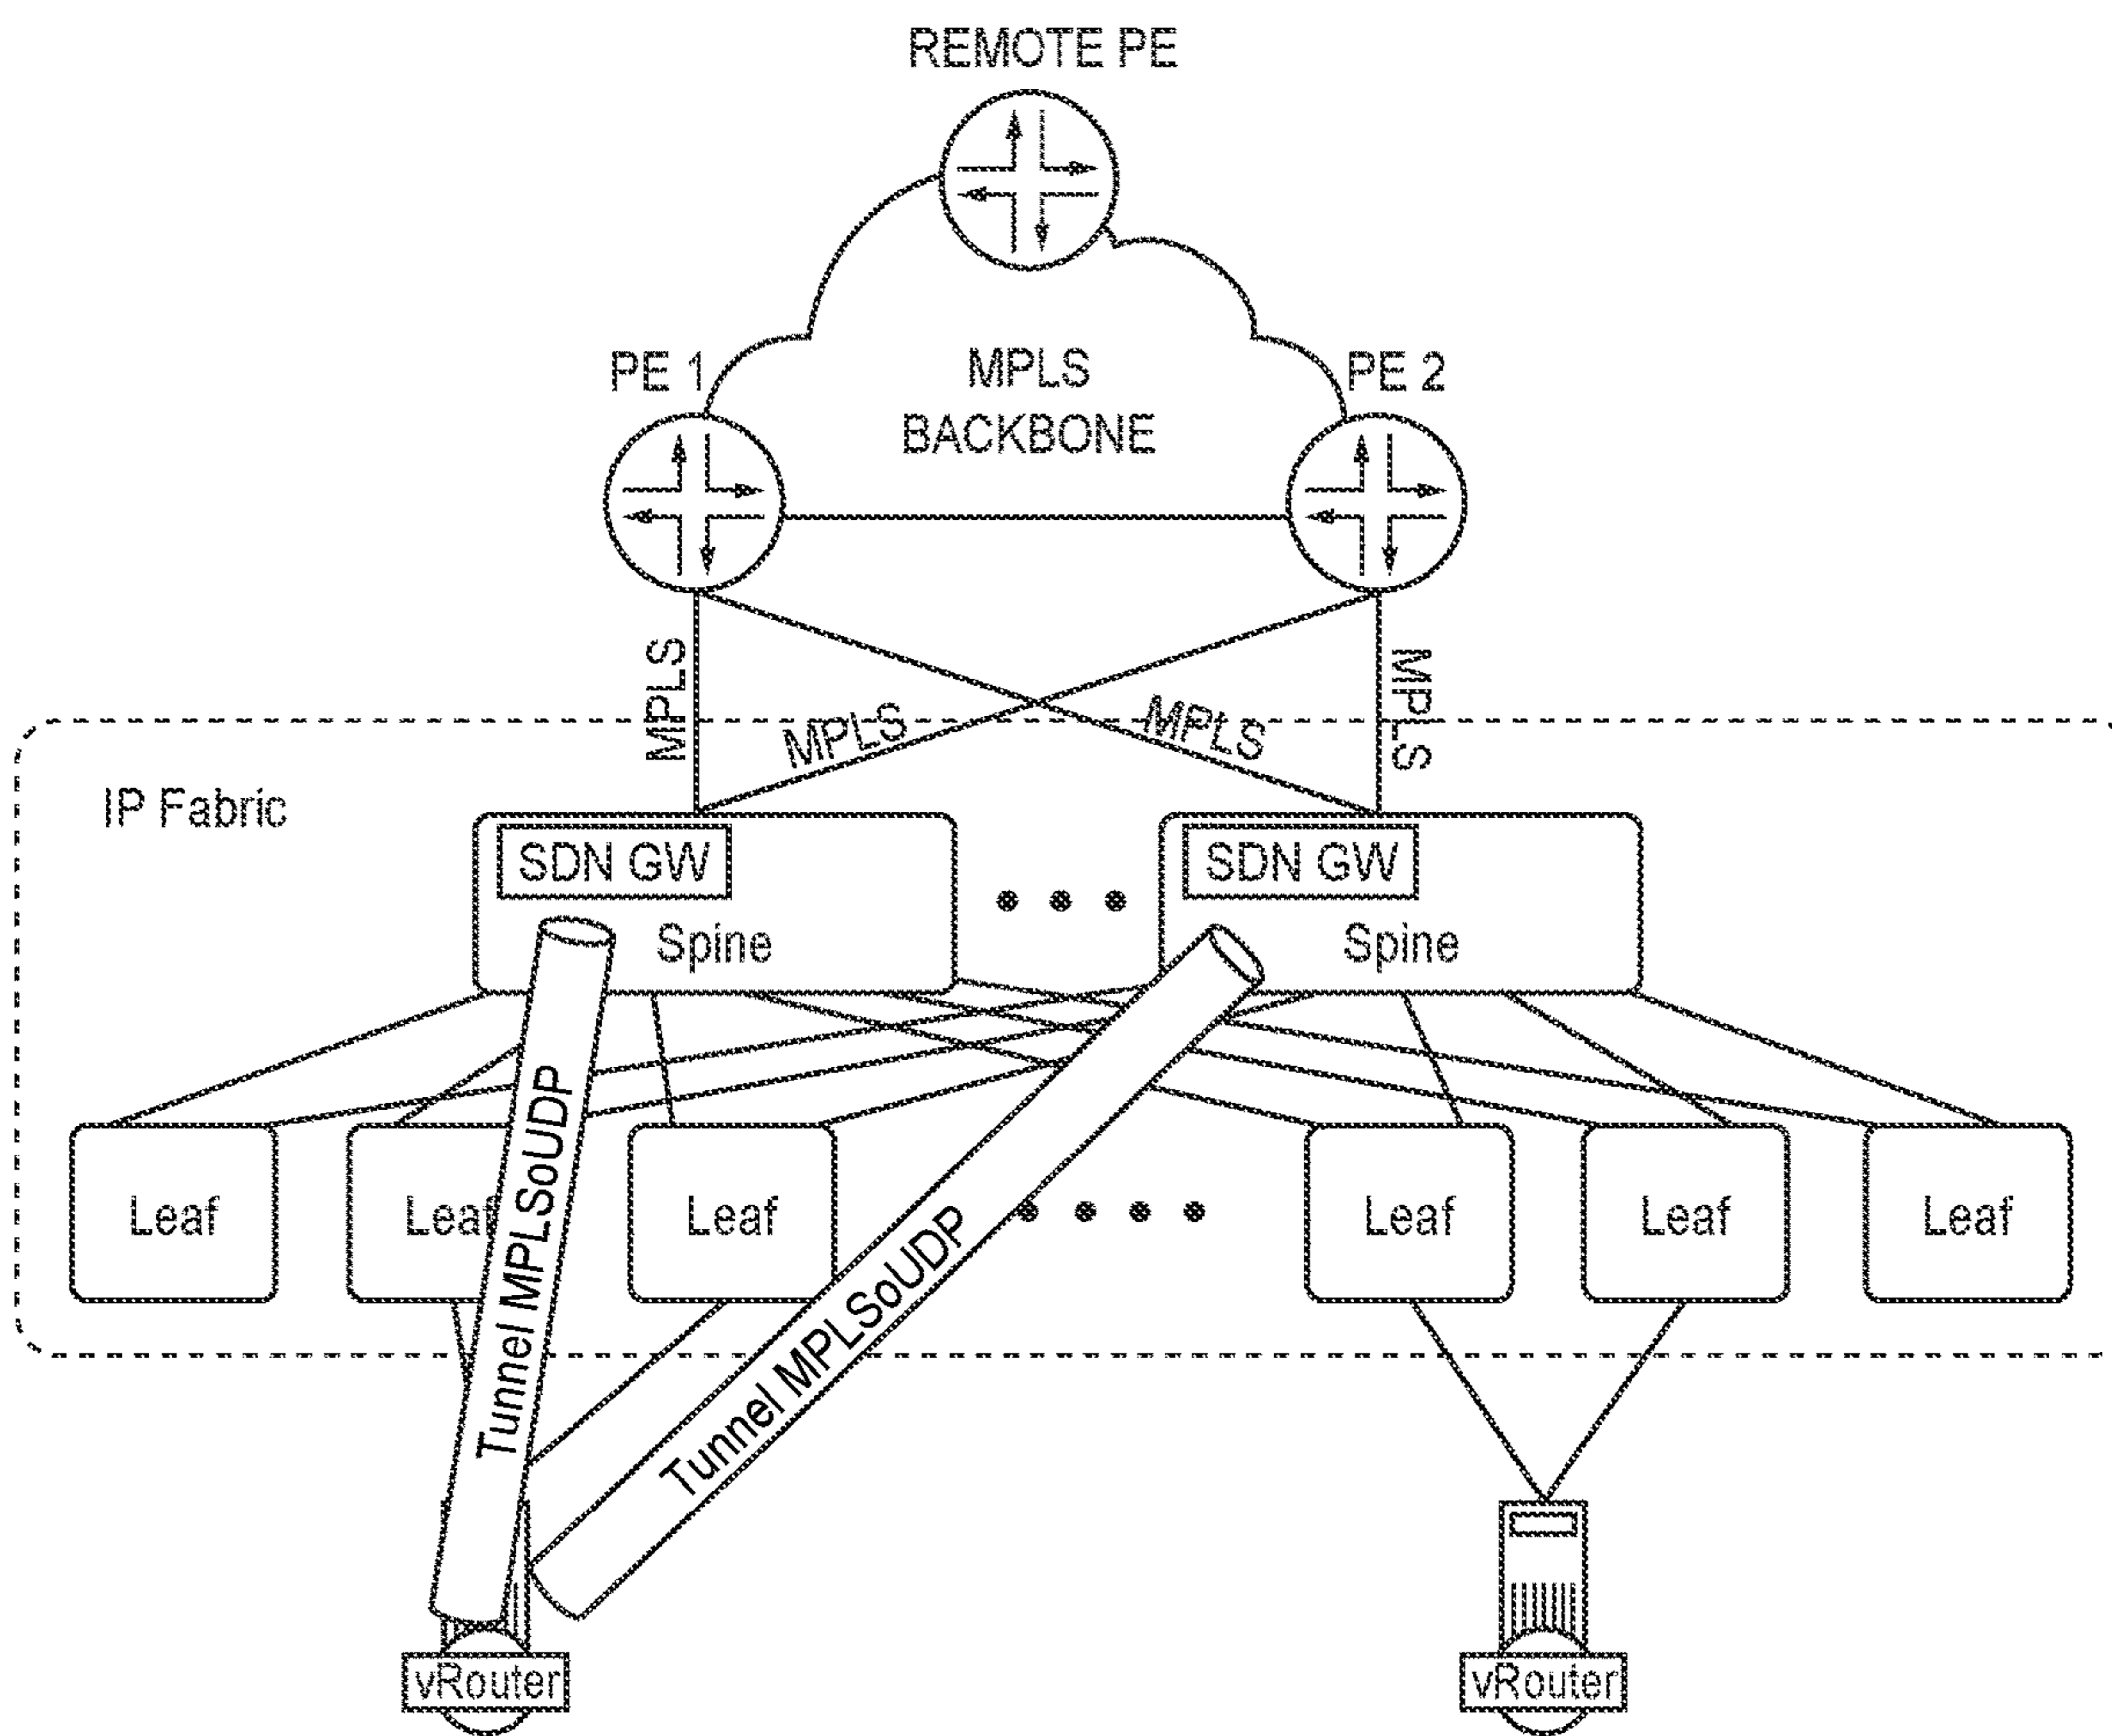 REMOTE PE
PE 1
MPLS
BACKBONE
PE 2
MPLS
MPLS
MPLS
MPLS
IP Fabric
SDN GW
Spine
SDN GW
Spine
Leaf
Leaf
Leaf
Leaf
Leaf
Leaf
Tunnel MPLSoUDP
Tunnel MPLSoUDP
vRouter
vRouter